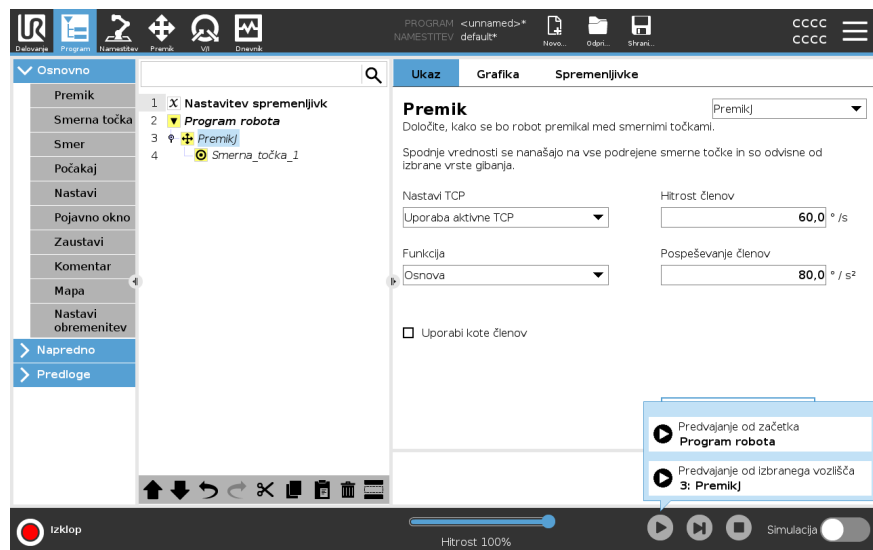 PROGRAM <unnamed>*
NAMESTITEV default*
CCCC
CCCC
Delovanje Program Namestitev Premik V/I Dnevnik Novo... Odpri... Shrani...
Osnovno
Premik
Smerna točka
Smer
Počakaj
Nastavi
Pojavno okno
Zaustavi
Komentar
Mapa
Nastavi
obremenitev
Napredno
Predloge
1 X Nastavitev spremenljivk
2 Program robota
3 PremikJ
4 Smerna_točka_1
Ukaz Grafika Spremenljivke
Premik
PremikJ
Določite, kako se bo robot premikal med smernimi točkami.
Spodnje vrednosti se nanašajo na vse podrejene smerne točke in so odvisne od
izbrane vrste gibanja.
Nastavi TCP Hitrost členov
Uporaba aktivne TCP 60,0 °/s
Funkcija Pospeševanje členov
Osnova 80,0 °/ s²
Uporabi kote členov
Predvajanje od začetka
Program robota
Predvajanje od izbranega vozlišča
3: PremikJ
Izklop
Hitrost 100%
Simulacija